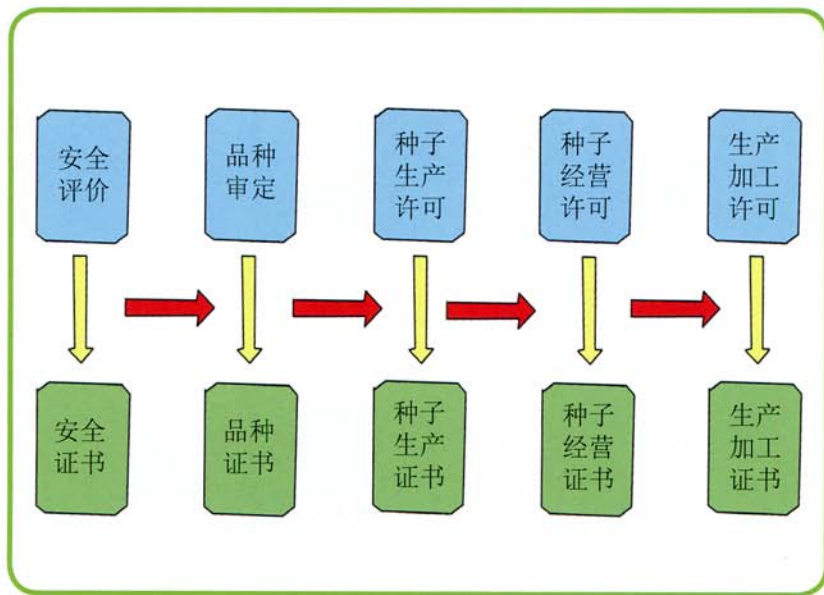 安全
评价
品种
审定
种子
生产
许可
种子
经营
许可
生产
加工
许可
安全
证书
品种
证书
种子
生产
证书
种子
经营
证书
生产
加工
证书